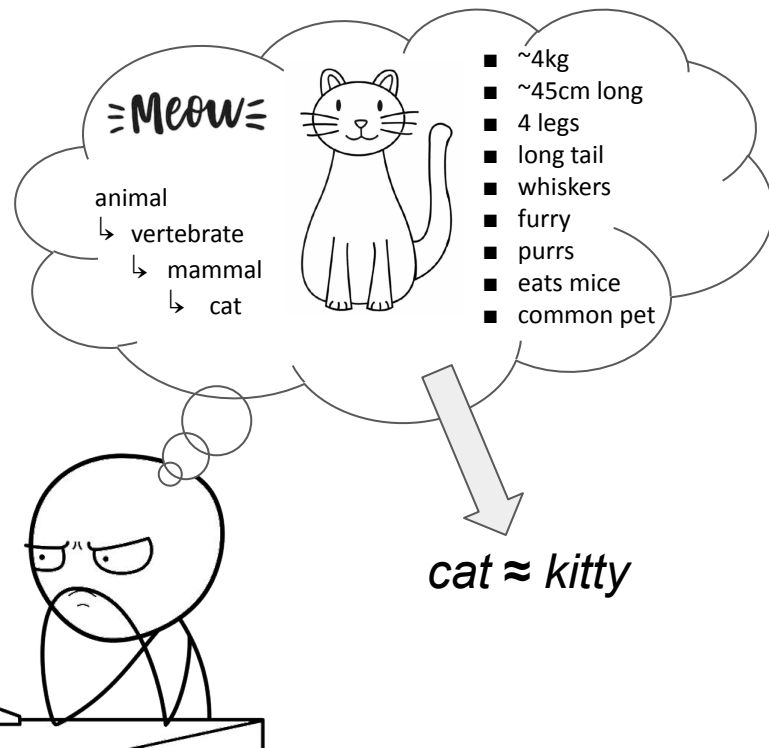 Meow
animal
↳ vertebrate
↳ mammal
↳ cat
■ ~4kg
■ ~45cm long
■ 4 legs
■ long tail
■ whiskers
■ furry
■ purrs
■ eats mice
■ common pet
cat ≈ kitty